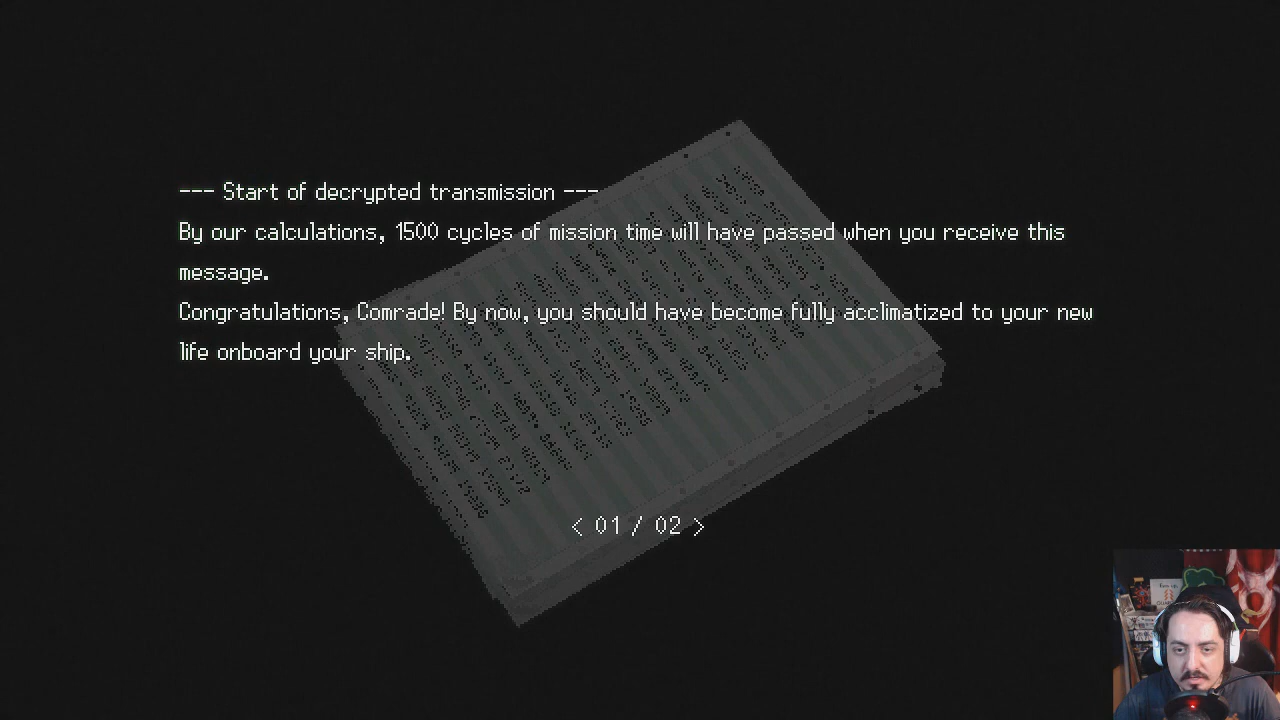 --- Start of decrypted transmission ---
By our calculations, 1500 cycles of mission time will have passed when you receive this
message.
Congratulations, Comrade! By now, you should have become fully acclimatized to your new
life onboard your ship.
< 01 / 02 >